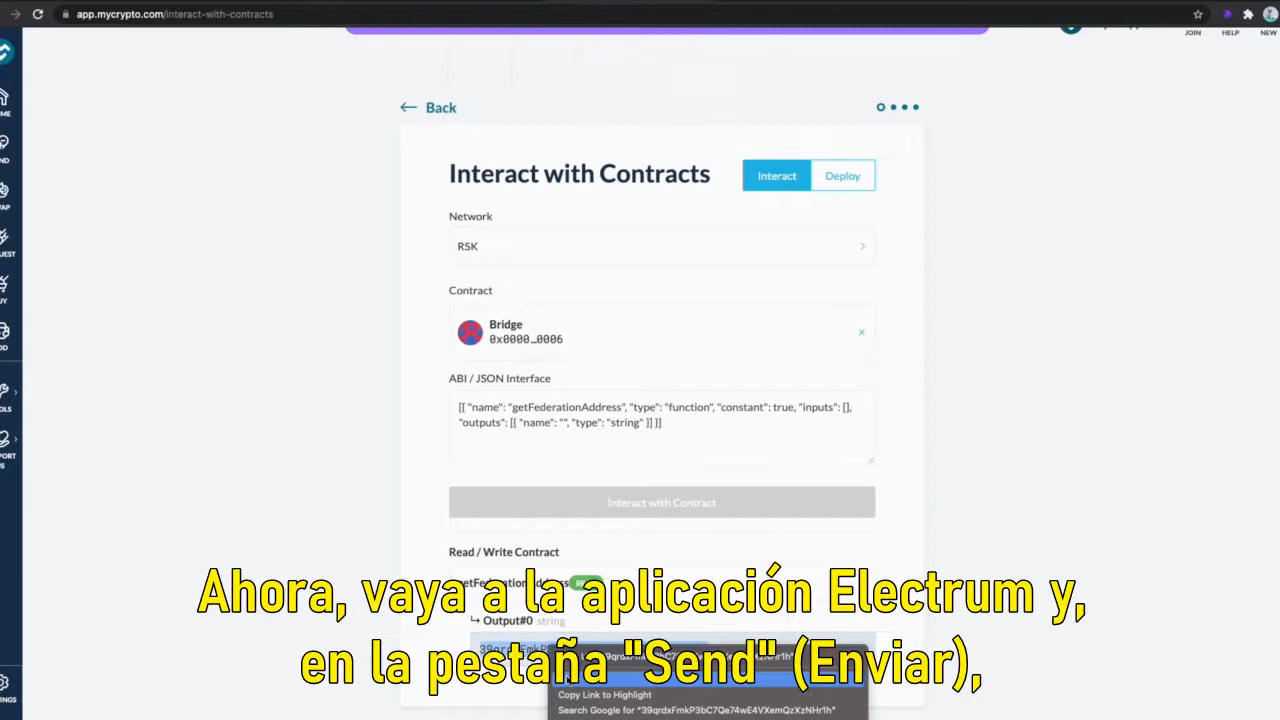 app.mycrypto.com/interact-with-contracts
JOIN
HELP
NEW
Back
Interact with Contracts
Interact
Deploy
Network
RSK
Contract
Bridge
0x0000…0006
ABI / JSON Interface
[{ "name": "getFederationAddress", "type": "function", "constant": true, "inputs": [],
"outputs": [{ "name": "", "type": "string" }] }]
Interact with Contract
Read / Write Contract
Ahora, vaya a la aplicación Electrum y,
Output#0 string
en la pestaña "Send" (Enviar),
Copy Link to Highlight
Search Google for "39qrdxFmkP3bC7Qe74wE4VXemQzXzNHr1h"